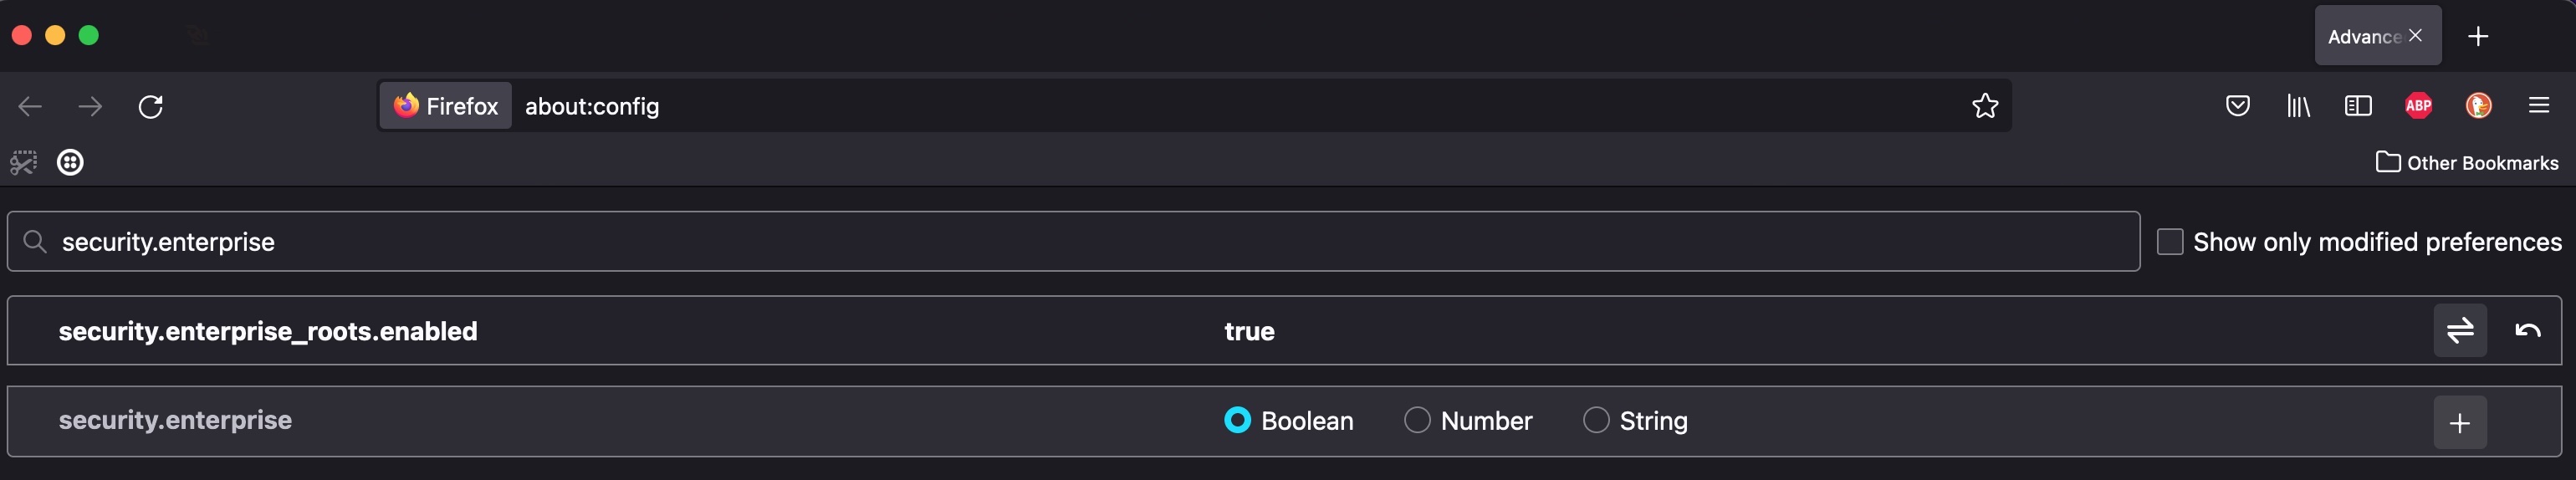 Advance
Firefox about:config
ABP
Other Bookmarks
security.enterprise
Show only modified preferences
security.enterprise_roots.enabled true
security.enterprise Boolean Number String